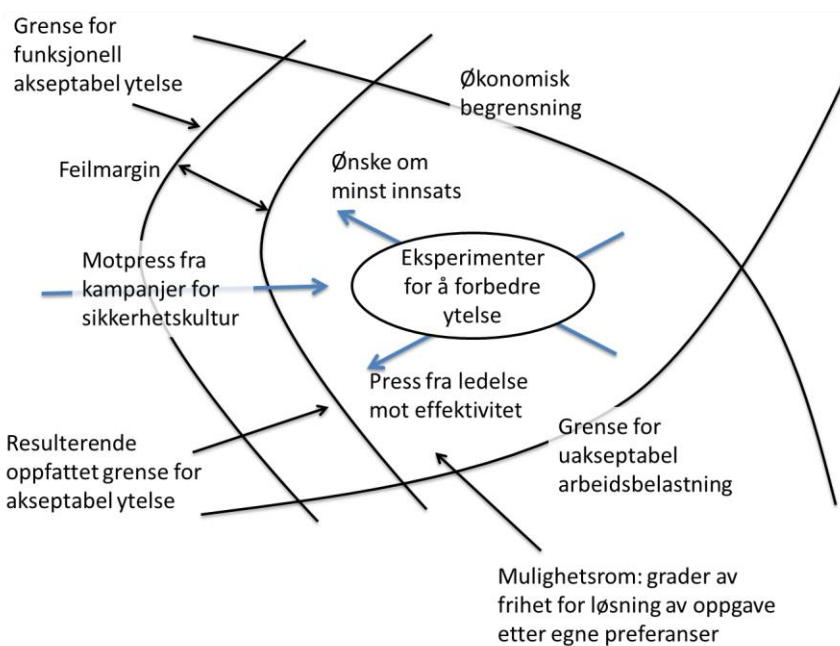 Grense for
funksjonell
akseptabel ytelse
Økonomisk
begrensning
Feilmargin
Ønske om
minst innsats
Motpress fra
kampanjer for
sikkerhetskultur
Eksperimenter
for å forbedre
ytelse
Press fra ledelse
mot effektivitet
Resulterende
oppfattet grense for
akseptabel ytelse
Grense for
uakseptabel
arbeidsbelastning
Mulighetsrom: grader av
frihet for løsning av oppgave
etter egne preferanser